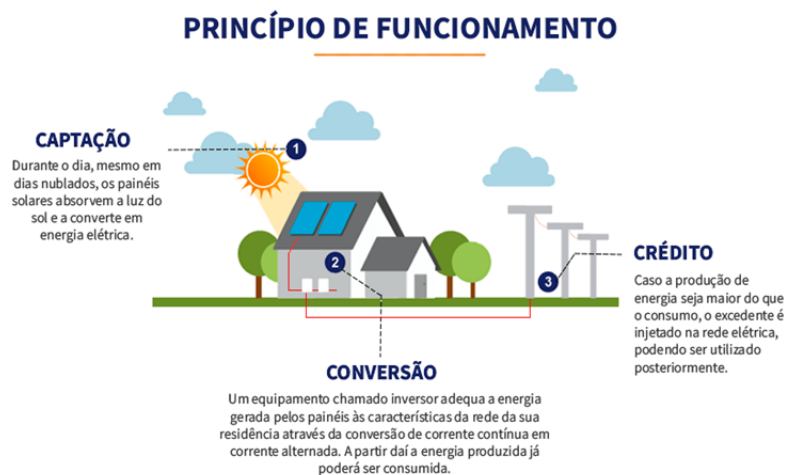 PRINCÍPIO DE FUNCIONAMENTO
CAPTAÇÃO
Durante o dia, mesmo em
dias nublados, os painéis
solares absorvem a luz do
sol e a converte em
energia elétrica.
1
2
3
CRÉDITO
Caso a produção de
energia seja maior do que
o consumo, o excedente é
injetado na rede elétrica,
podendo ser utilizado
posteriormente.
CONVERSÃO
Um equipamento chamado inversor adequa a energia
gerada pelos painéis às características da rede da sua
residência através da conversão de corrente contínua em
corrente alternada. A partir daí a energia produzida já
poderá ser consumida.